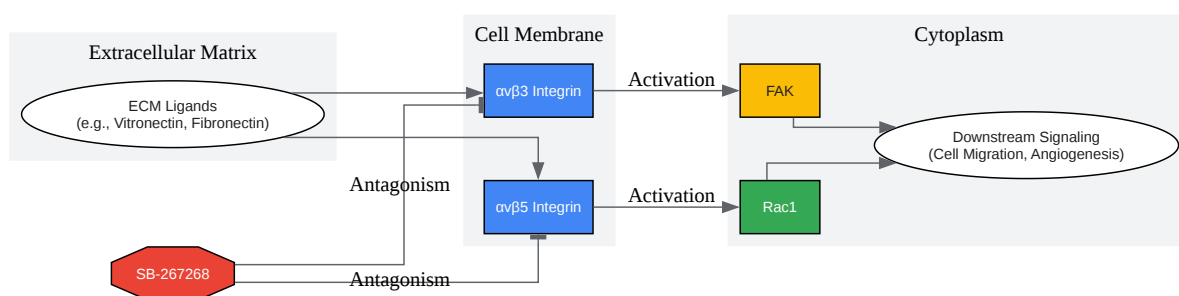 Extracellular Matrix
ECM Ligands
(e.g., Vitronectin, Fibronectin)
Cell Membrane
αvβ3 Integrin
αvβ5 Integrin
Cytoplasm
FAK
Rac1
Downstream Signaling
(Cell Migration, Angiogenesis)
Activation
Activation
Antagonism
Antagonism
SB-267268